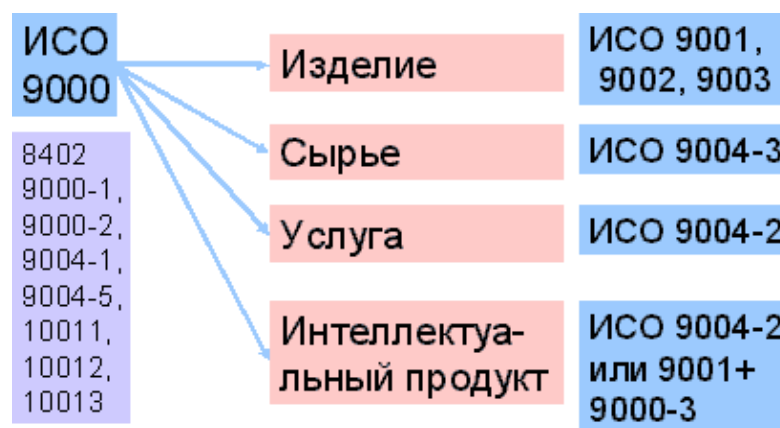 ИСО
9000
8402
9000-1,
9000-2,
9004-1,
9004-5,
10011,
10012,
10013
Изделие
ИСО 9001,
9002, 9003
Сырье
ИСО 9004-3
Услуга
ИСО 9004-2
Интеллектуа-
льный продукт
ИСО 9004-2
или 9001+
9000-3